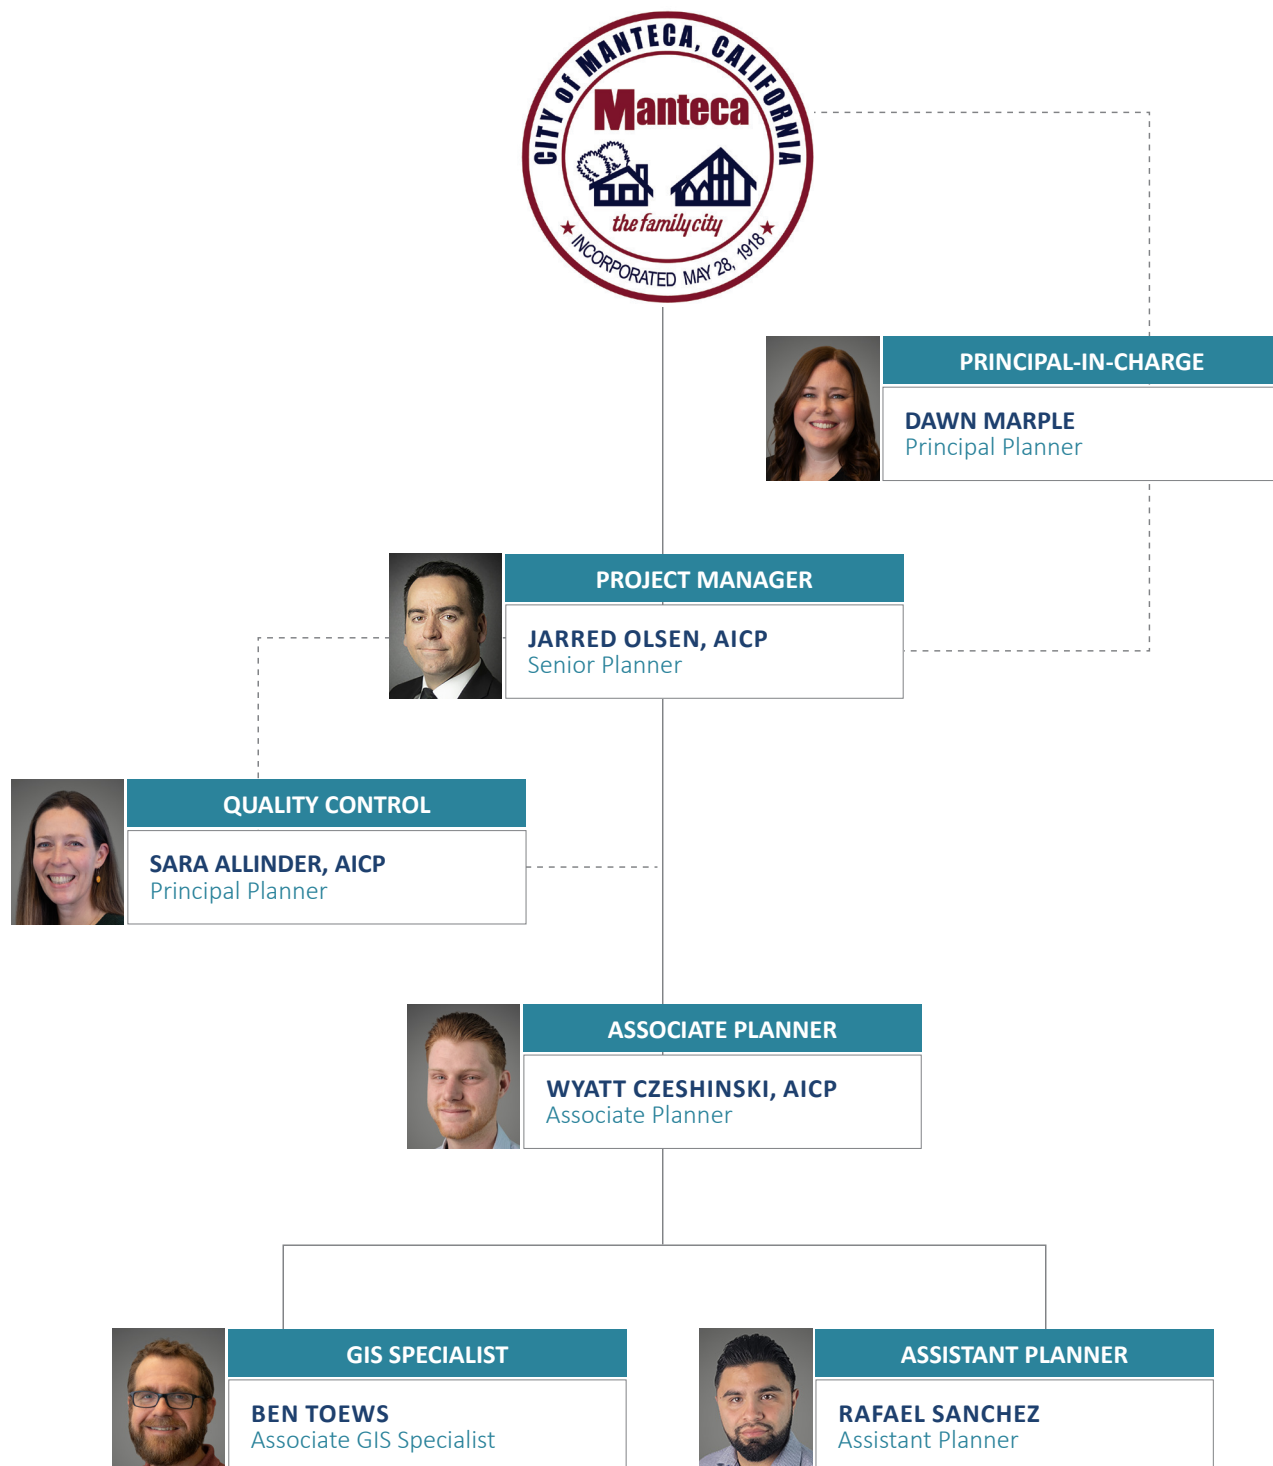 CITY of MANTECA, CALIFORNIA
Manteca
the family city
INCORPORATED MAY 28, 1918
PRINCIPAL-IN-CHARGE
DAWN MARPLE
Principal Planner
PROJECT MANAGER
JARRED OLSEN, AICP
Senior Planner
QUALITY CONTROL
SARA ALLINDER, AICP
Principal Planner
ASSOCIATE PLANNER
WYATT CZESHINSKI, AICP
Associate Planner
GIS SPECIALIST
BEN TOEWS
Associate GIS Specialist
ASSISTANT PLANNER
RAFAEL SANCHEZ
Assistant Planner